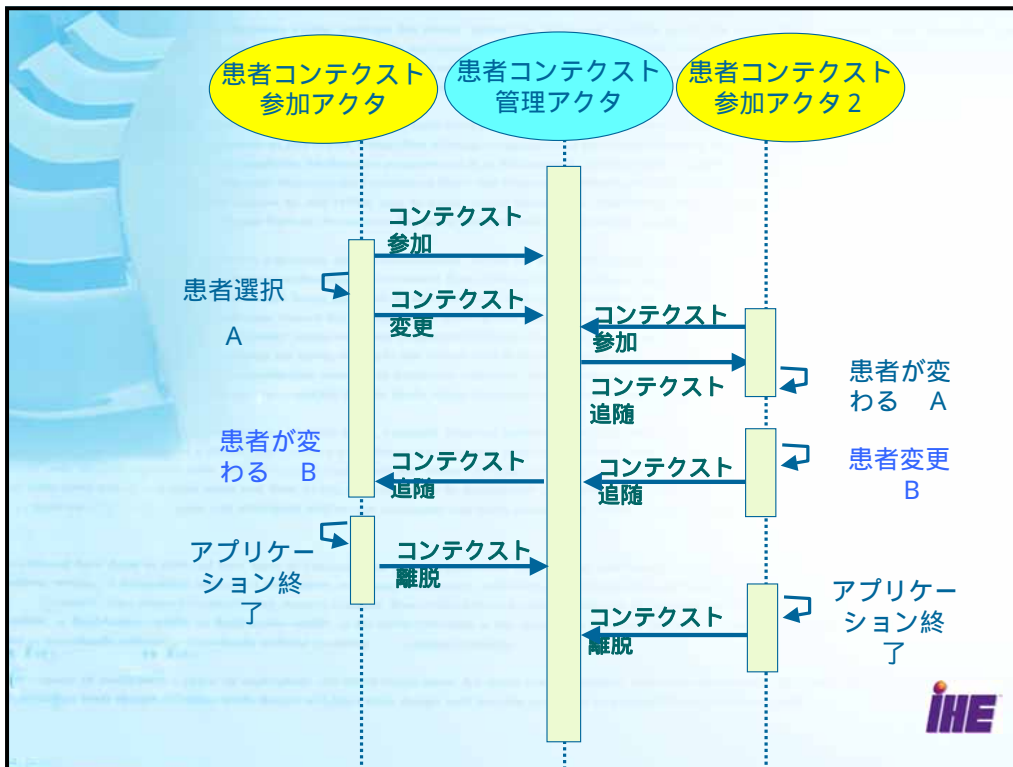 患者コンテクスト
参加アクタ
患者コンテクスト
管理アクタ
患者コンテクスト
参加アクタ２
コンテクスト
参加
患者選択
A
コンテクスト
変更
コンテクスト
参加
コンテクスト
追随
患者が変
わる　A
患者が変
わる　B
コンテクスト
追随
コンテクスト
追随
患者変更
B
アプリケー
ション終
了
コンテクスト
離脱
コンテクスト
離脱
アプリケー
ション終
了
IHE